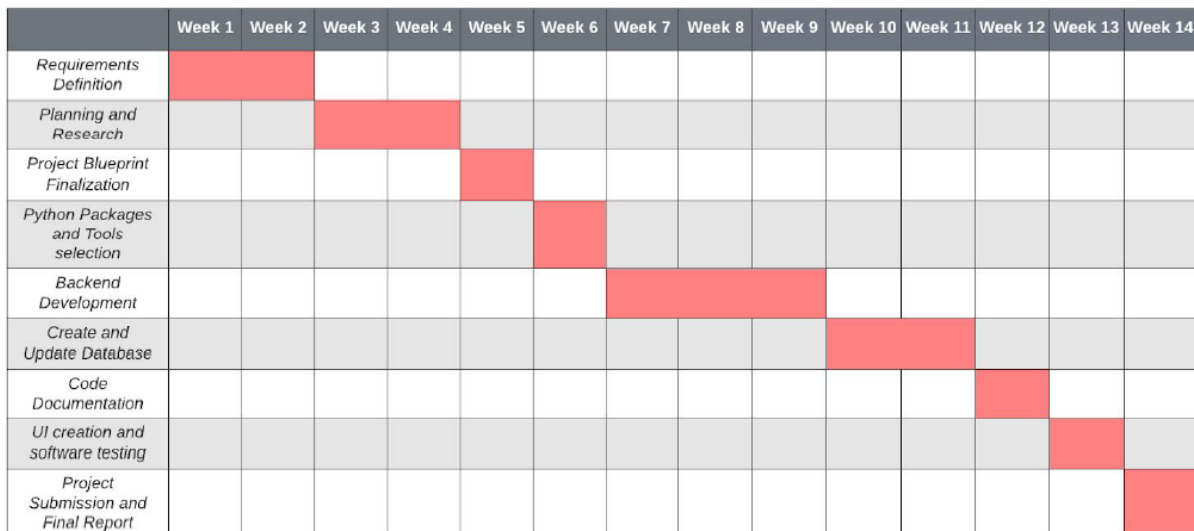 Week 1 Week 2 Week 3 Week 4 Week 5 Week 6 Week 7 Week 8 Week 9 Week 10 Week 11 Week 12 Week 13 Week 14
Requirements
Definition
Planning and
Research
Project Blueprint
Finalization
Python Packages
and Tools
selection
Backend
Development
Create and
Update Database
Code
Documentation
UI creation and
software testing
Project
Submission and
Final Report